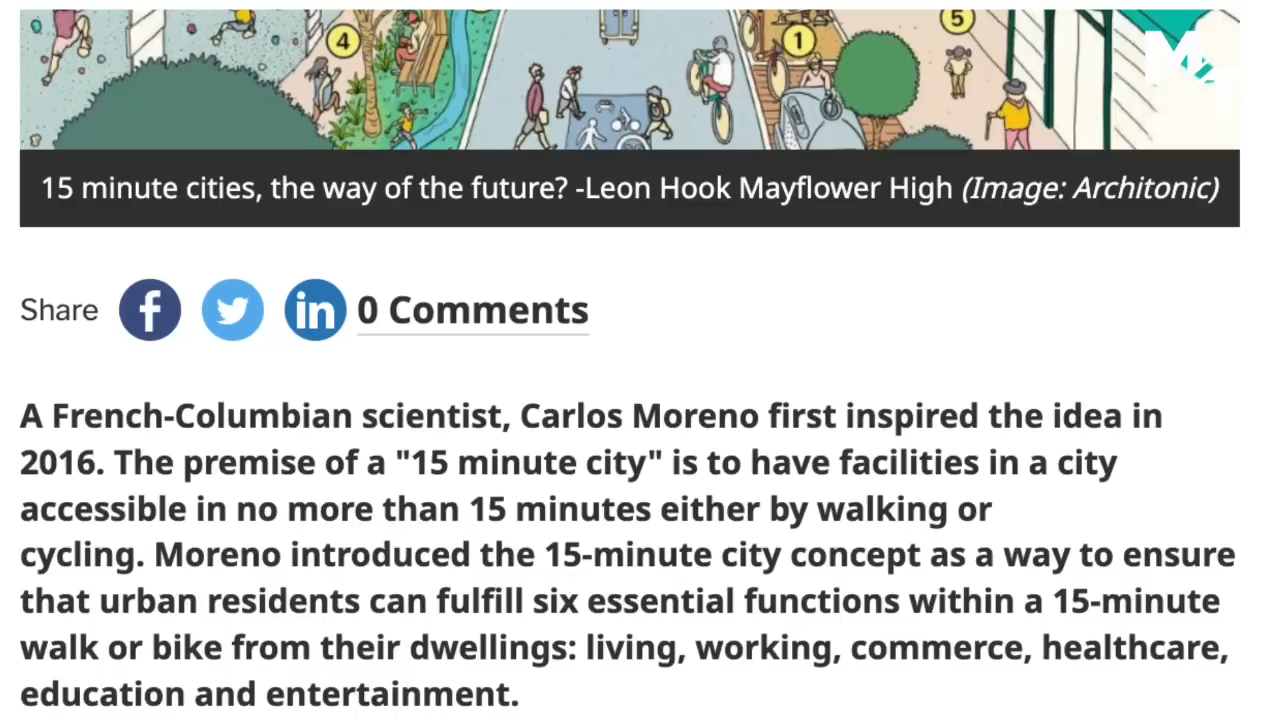 4
1
5
15 minute cities, the way of the future? -Leon Hook Mayflower High (Image: Architonic)
Share
0 Comments
A French-Columbian scientist, Carlos Moreno first inspired the idea in
2016. The premise of a "15 minute city" is to have facilities in a city
accessible in no more than 15 minutes either by walking or
cycling. Moreno introduced the 15-minute city concept as a way to ensure
that urban residents can fulfill six essential functions within a 15-minute
walk or bike from their dwellings: living, working, commerce, healthcare,
education and entertainment.